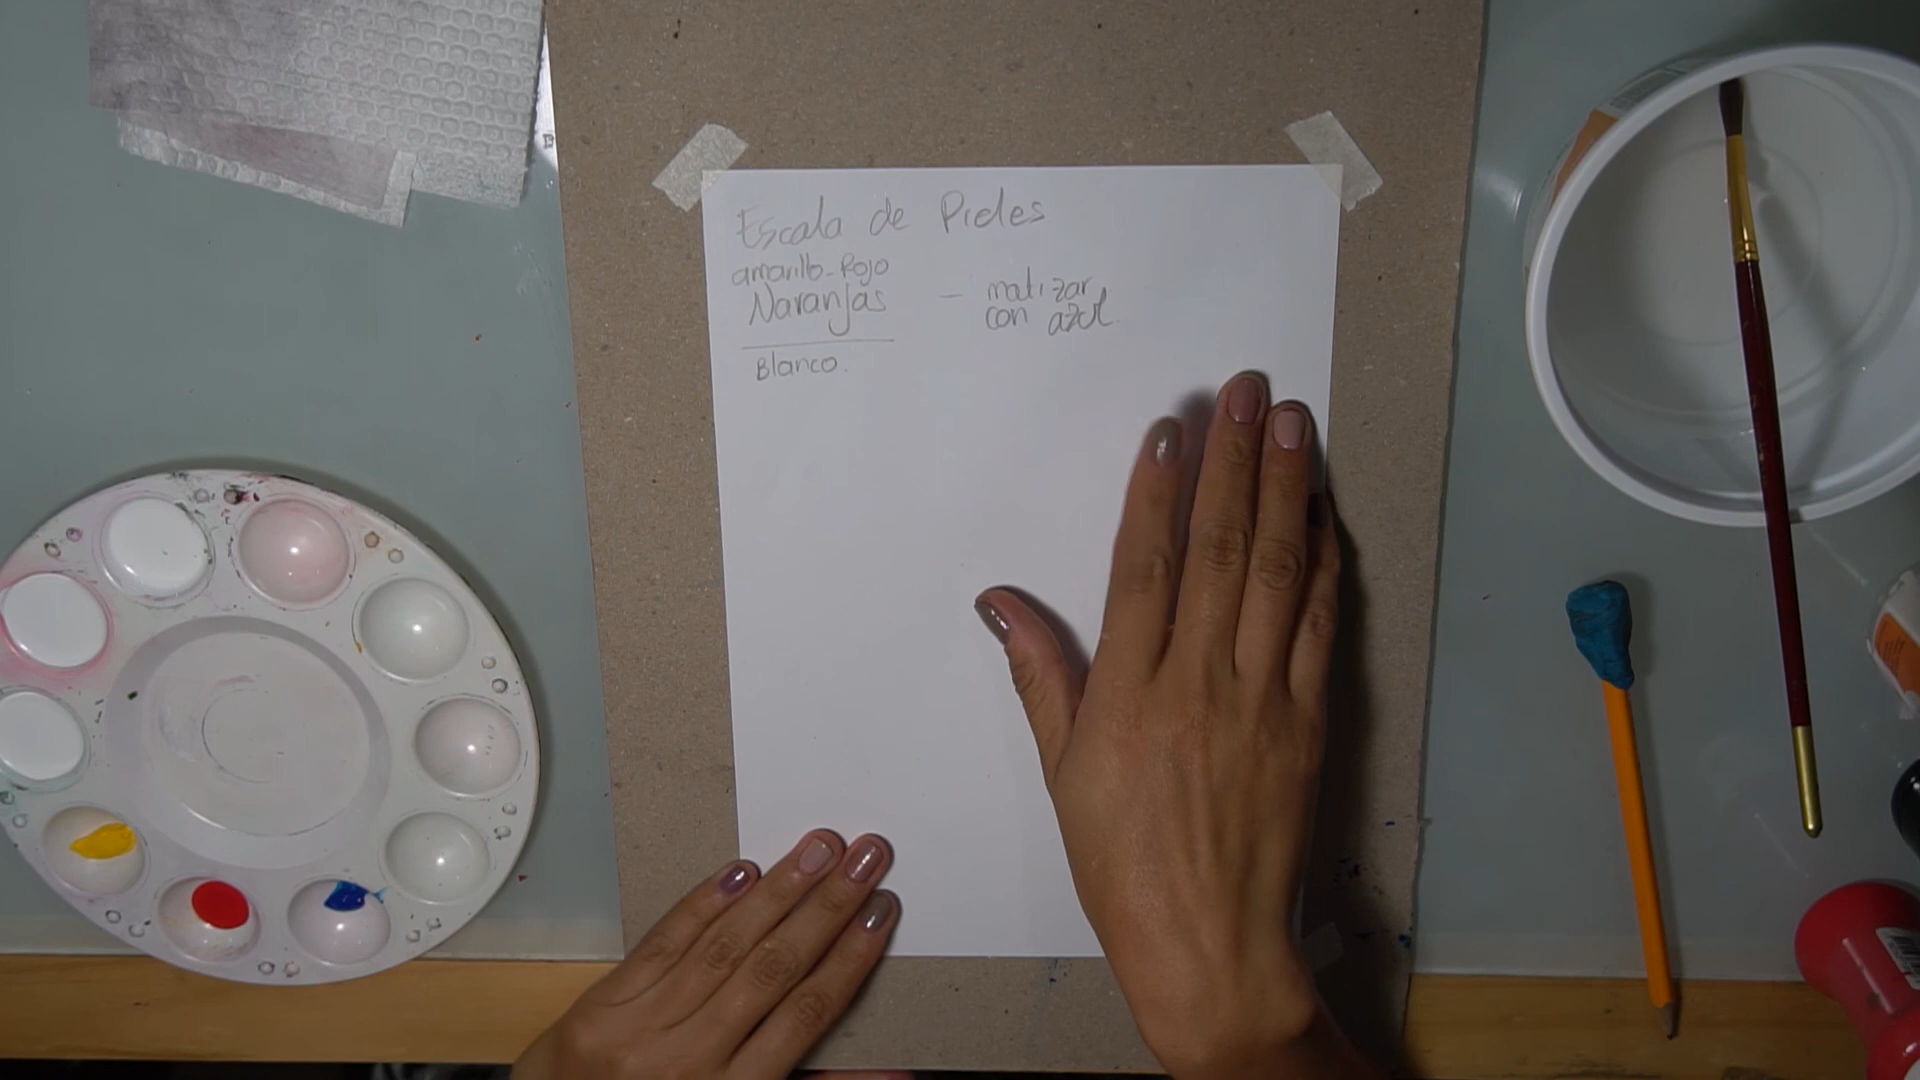 Escala de Pieles
amarillo-Rojo
Naranjas - matizar
con azul.
Blanco.